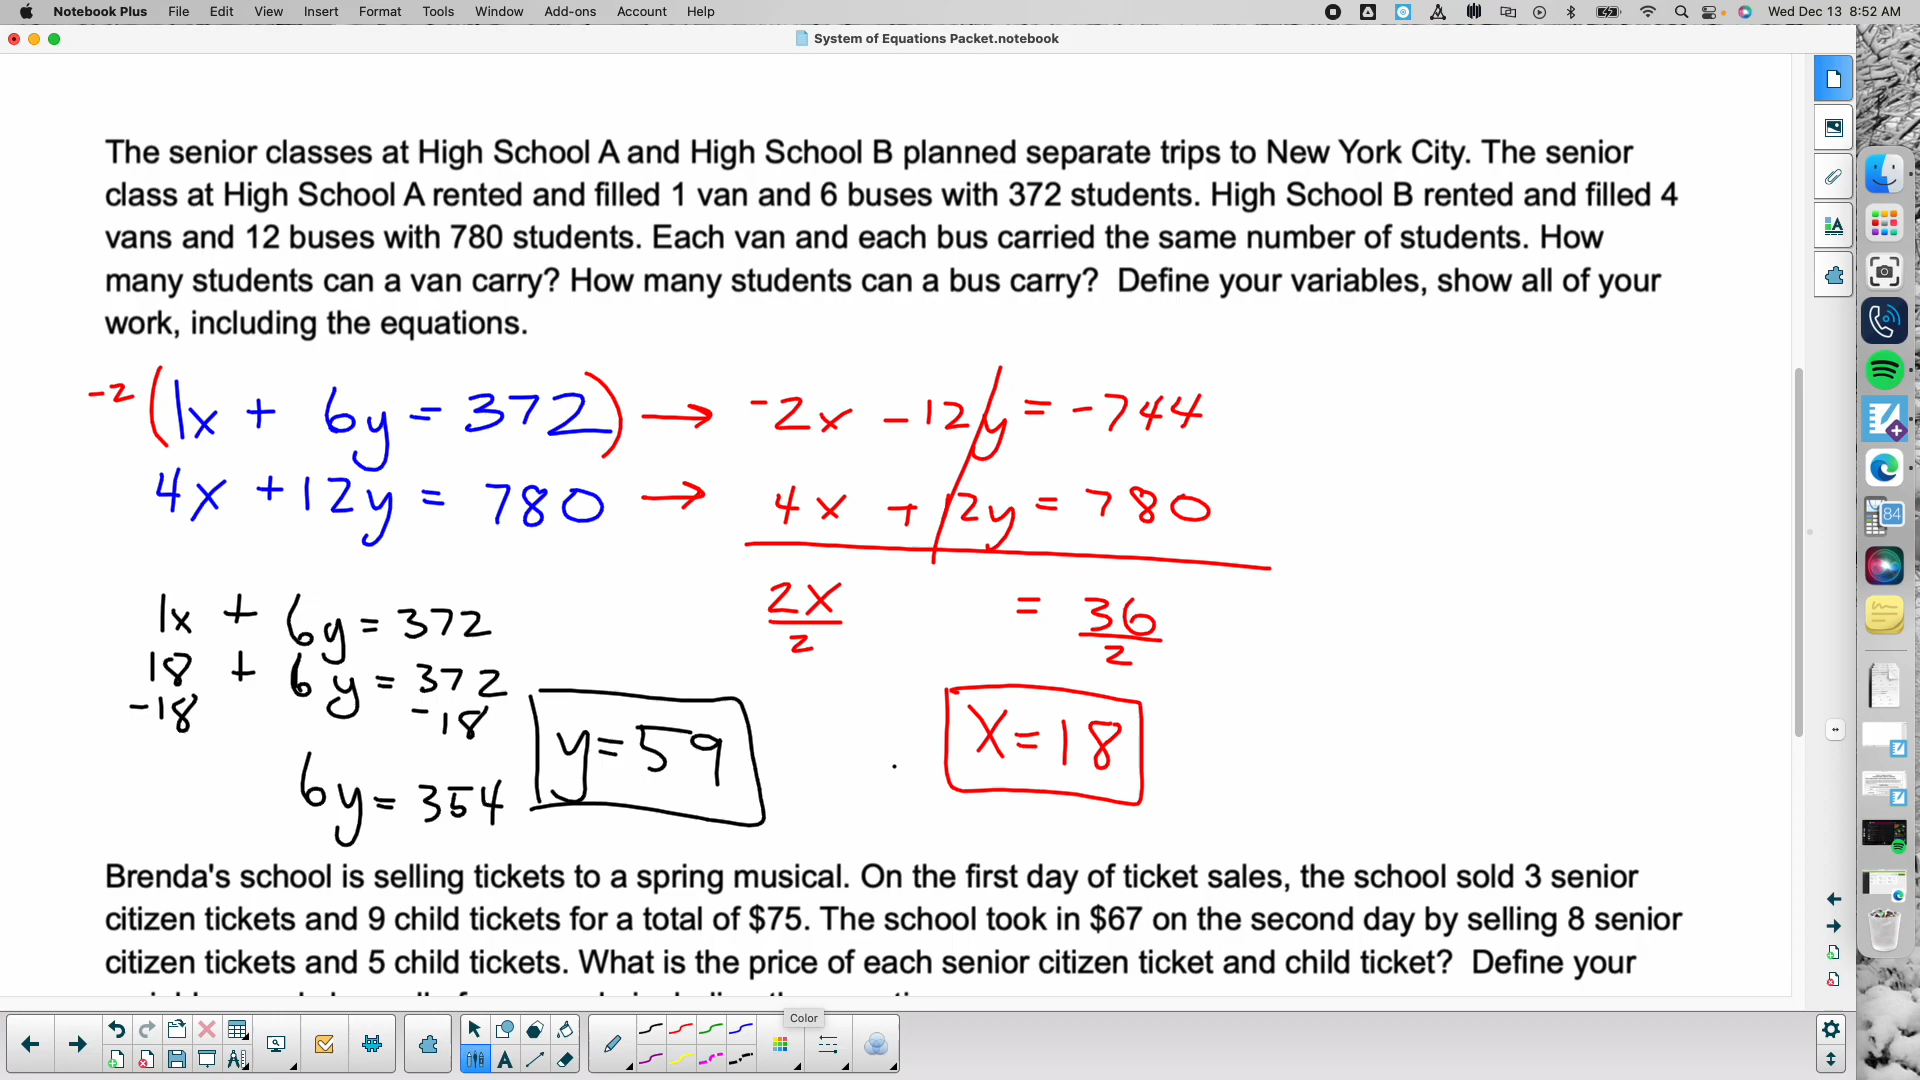 Notebook Plus File Edit View Insert Format Tools Window Add-ons Account Help Wed Dec 13 8:52 AM
System of Equations Packet.notebook
The senior classes at High School A and High School B planned separate trips to New York City. The senior
class at High School A rented and filled 1 van and 6 buses with 372 students. High School B rented and filled 4
vans and 12 buses with 780 students. Each van and each bus carried the same number of students. How
many students can a van carry? How many students can a bus carry? Define your variables, show all of your
work, including the equations.
-2 (1x + 6y = 372) → -2x - 12y = -744
4x + 12y = 780 → 4x + 12y = 780
2x/2 = 36/2
x = 18
1x + 6y = 372
18 + 6y = 372
-18 -18
6y = 354
y = 59
Brenda's school is selling tickets to a spring musical. On the first day of ticket sales, the school sold 3 senior
citizen tickets and 9 child tickets for a total of $75. The school took in $67 on the second day by selling 8 senior
citizen tickets and 5 child tickets. What is the price of each senior citizen ticket and child ticket? Define your
Color
A
84